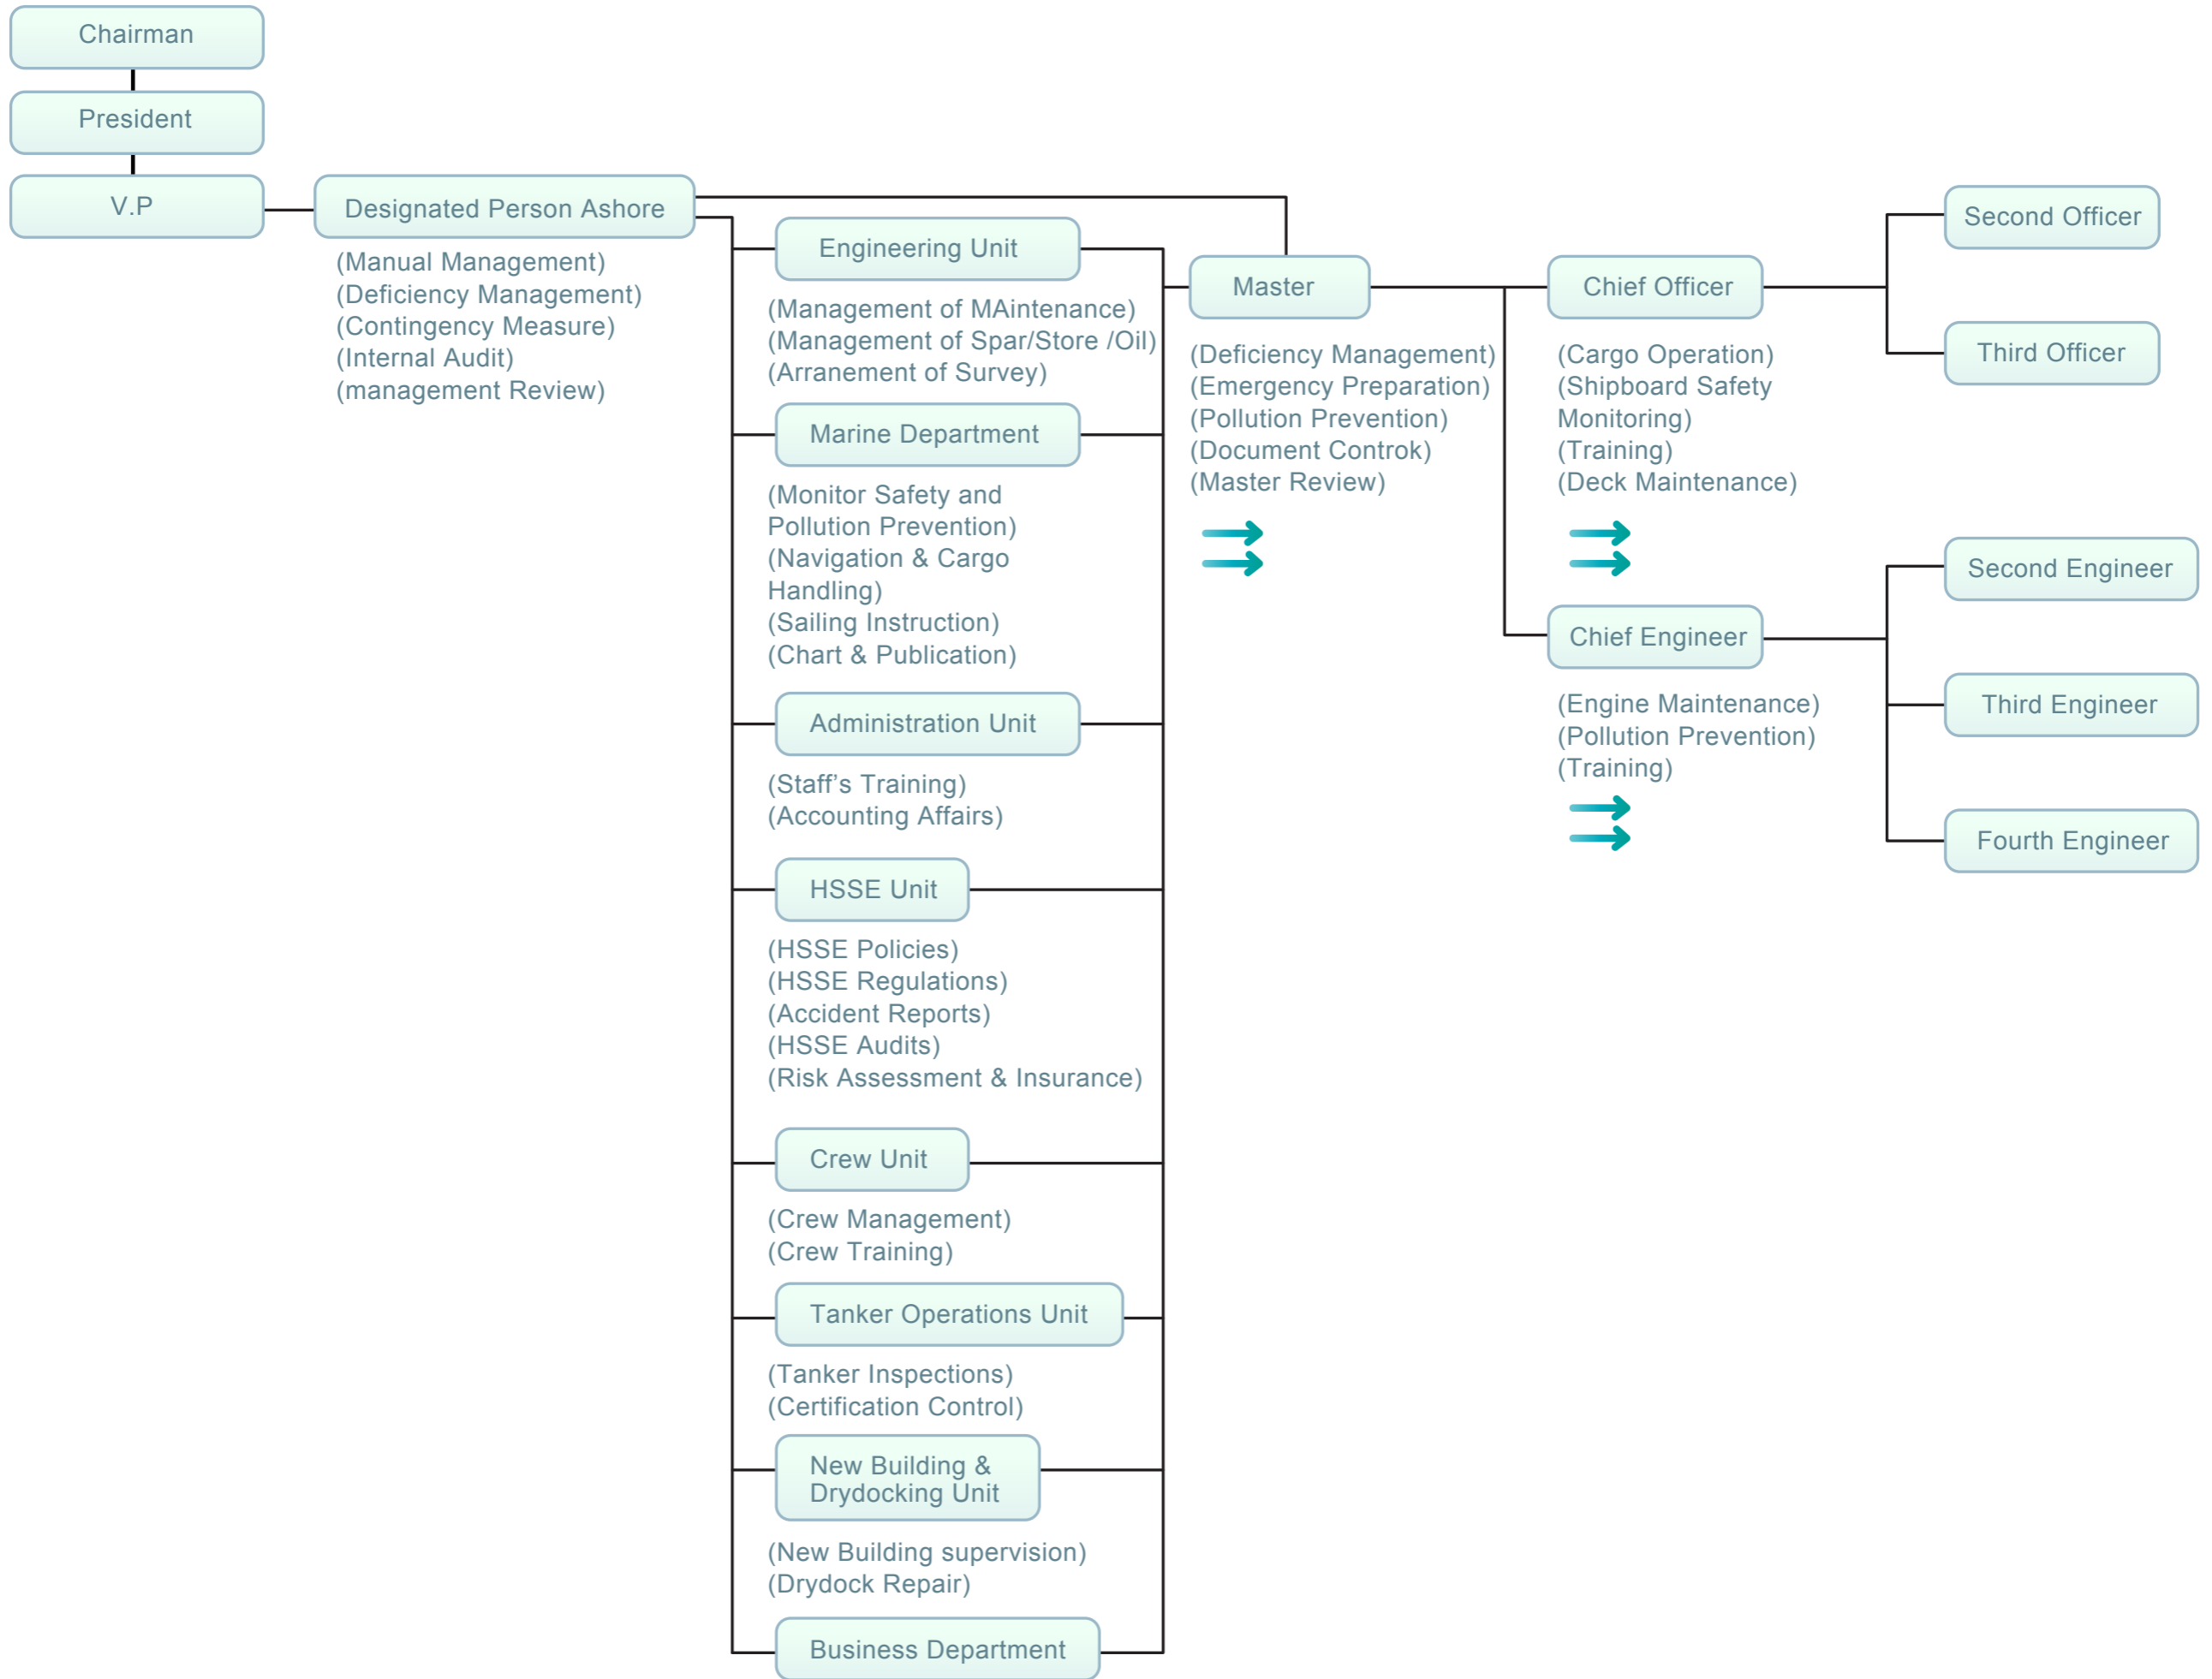 Chairman
President
V.P
Designated Person Ashore
(Manual Management)
(Deficiency Management)
(Contingency Measure)
(Internal Audit)
(management Review)
Engineering Unit
(Management of MAintenance)
(Management of Spar/Store /Oil)
(Arranement of Survey)
Marine Department
(Monitor Safety and
Pollution Prevention)
(Navigation & Cargo
Handling)
(Sailing Instruction)
(Chart & Publication)
Administration Unit
(Staff’s Training)
(Accounting Affairs)
HSSE Unit
(HSSE Policies)
(HSSE Regulations)
(Accident Reports)
(HSSE Audits)
(Risk Assessment & Insurance)
Crew Unit
(Crew Management)
(Crew Training)
Tanker Operations Unit
(Tanker Inspections)
(Certification Control)
New Building &
Drydocking Unit
(New Building supervision)
(Drydock Repair)
Business Department
Master
(Deficiency Management)
(Emergency Preparation)
(Pollution Prevention)
(Document Controk)
(Master Review)
Chief Officer
(Cargo Operation)
(Shipboard Safety
Monitoring)
(Training)
(Deck Maintenance)
Chief Engineer
(Engine Maintenance)
(Pollution Prevention)
(Training)
Second Officer
Third Officer
Second Engineer
Third Engineer
Fourth Engineer